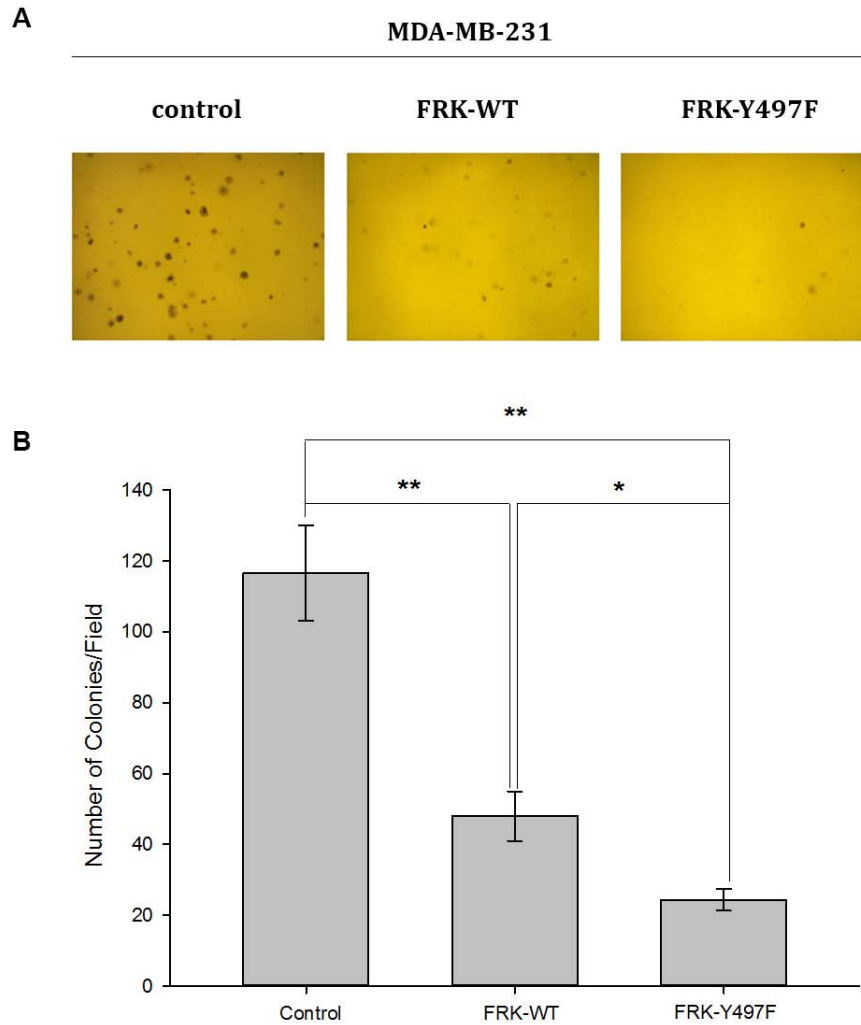 A
MDA-MB-231
control FRK-WT FRK-Y497F
B
**
** *
140
120
100
80
60
40
20
0
Number of Colonies/Field
Control FRK-WT FRK-Y497F